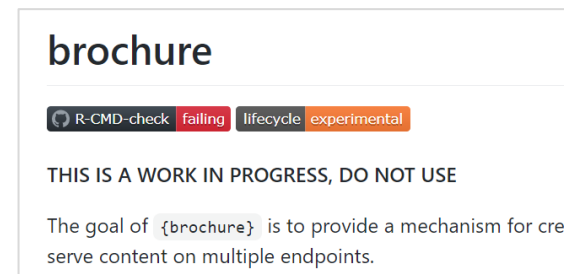 brochure
R-CMD-check failing lifecycle experimental
THIS IS A WORK IN PROGRESS, DO NOT USE
The goal of {brochure} is to provide a mechanism for cre
serve content on multiple endpoints.